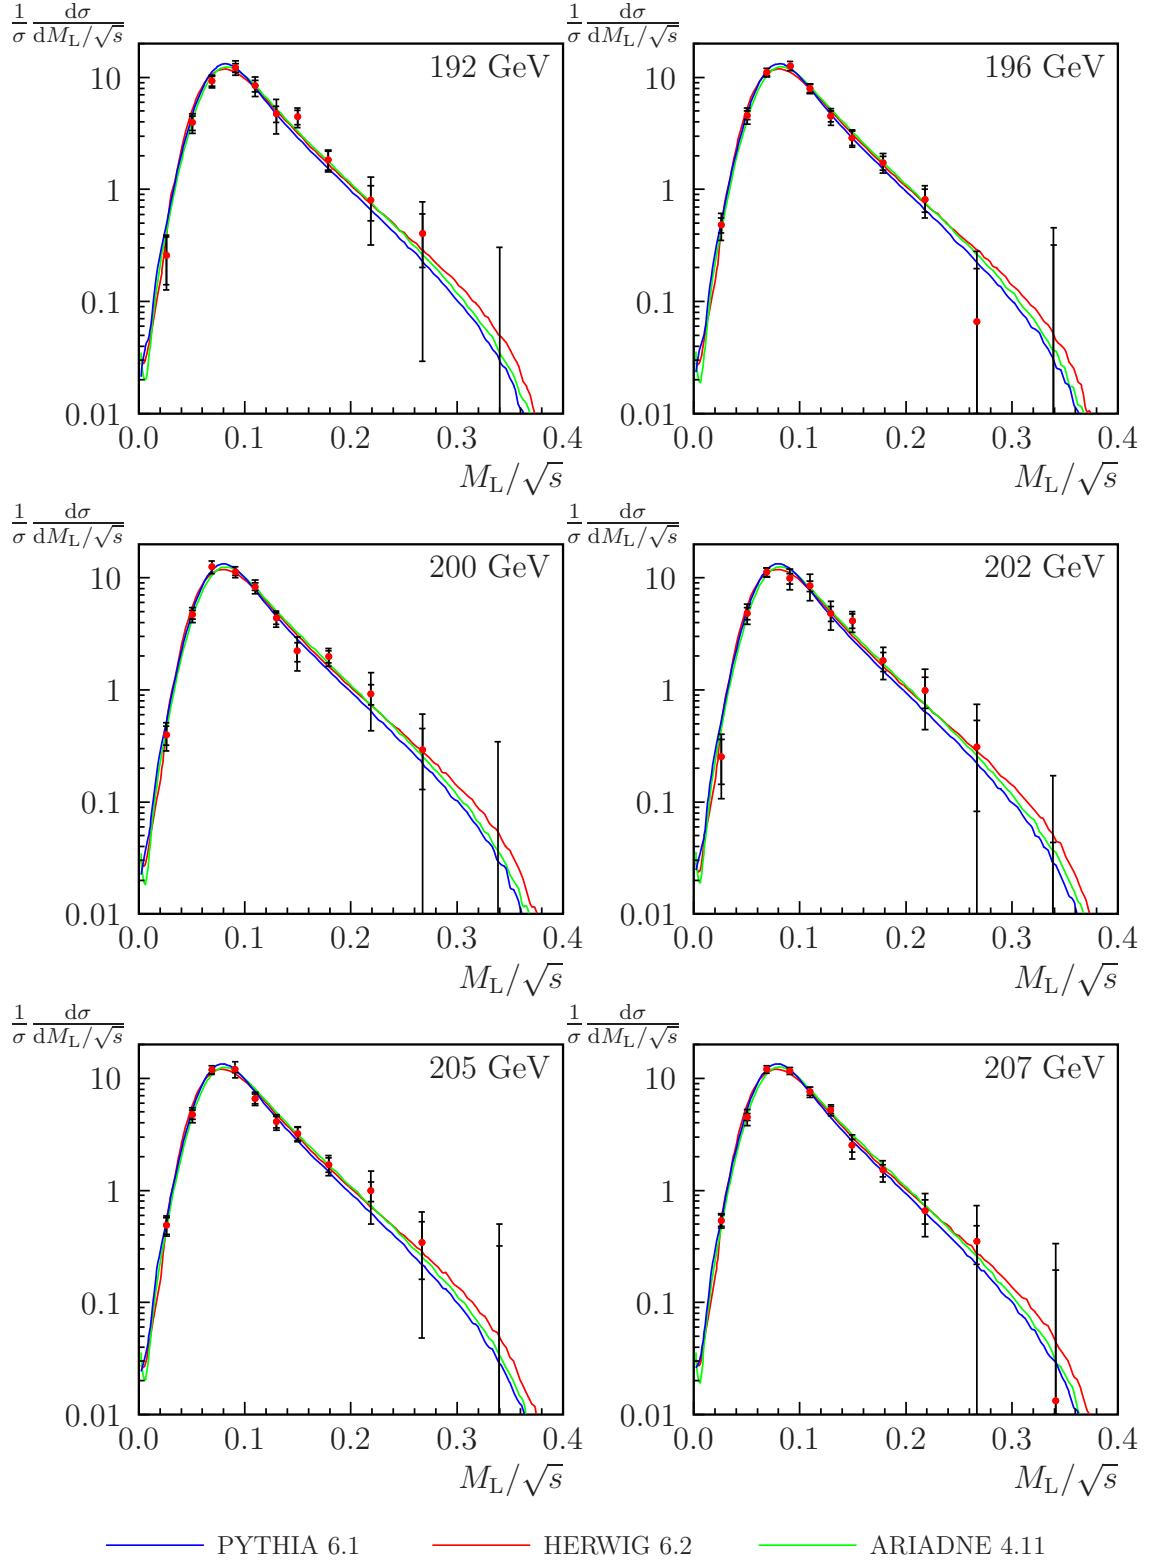 1/σ dσ/dM_L/√s 1/σ dσ/dM_L/√s
192 GeV 196 GeV
10 10
1 1
0.1 0.1
0.01 0.01
0.0 0.1 0.2 0.3 0.4 0.0 0.1 0.2 0.3 0.4
M_L/√s M_L/√s
1/σ dσ/dM_L/√s 1/σ dσ/dM_L/√s
200 GeV 202 GeV
10 10
1 1
0.1 0.1
0.01 0.01
0.0 0.1 0.2 0.3 0.4 0.0 0.1 0.2 0.3 0.4
M_L/√s M_L/√s
1/σ dσ/dM_L/√s 1/σ dσ/dM_L/√s
205 GeV 207 GeV
10 10
1 1
0.1 0.1
0.01 0.01
0.0 0.1 0.2 0.3 0.4 0.0 0.1 0.2 0.3 0.4
M_L/√s M_L/√s
PYTHIA 6.1 HERWIG 6.2 ARIADNE 4.11